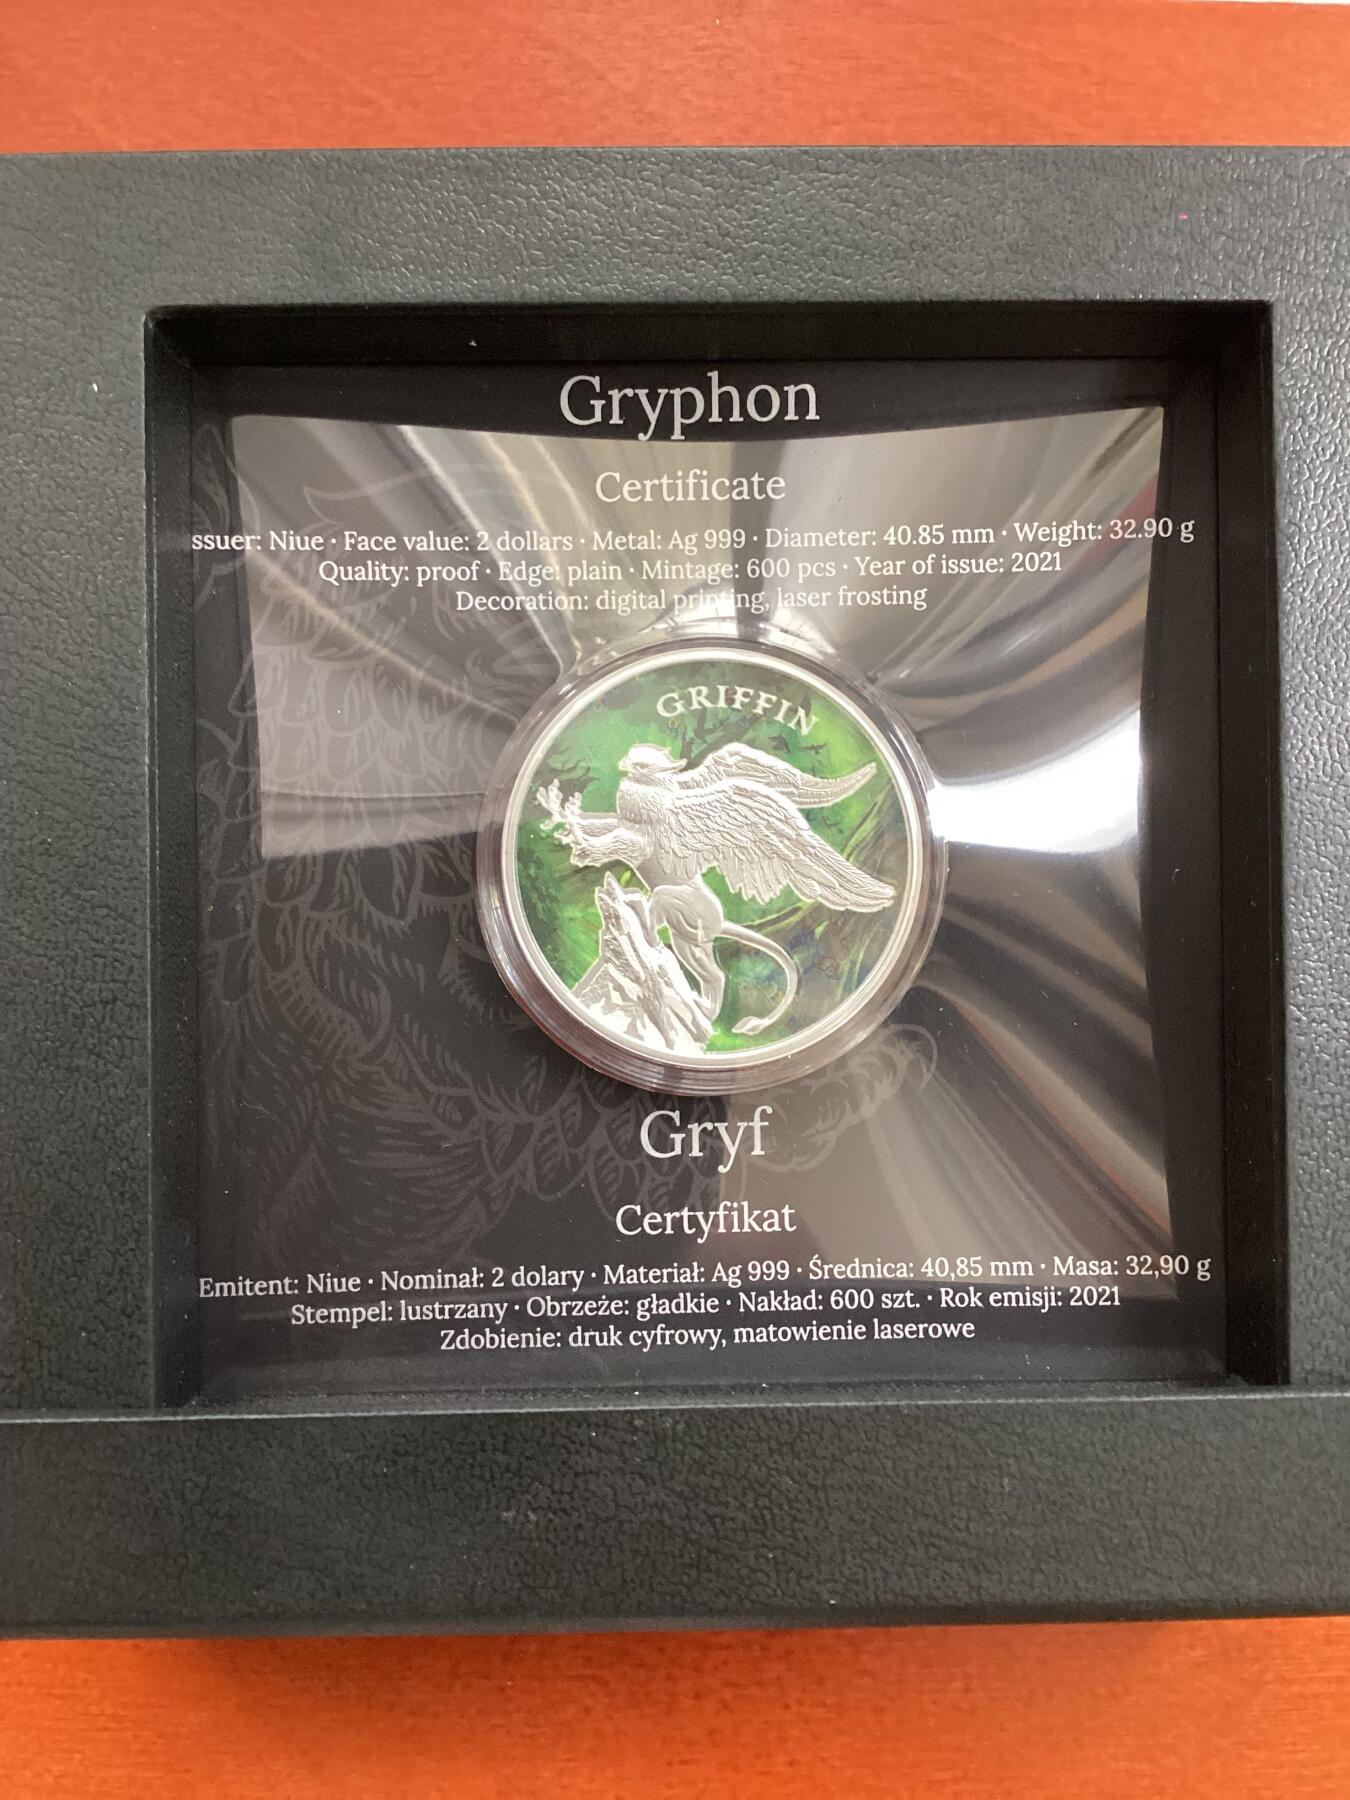 Gryphon
Certificate
ssuer: Niue · Face value: 2 dollars · Metal: Ag 999 · Diameter: 40.85 mm · Weight: 32.90 g
Quality: proof · Edge: plain · Mintage: 600 pcs · Year of issue: 2021
Decoration: digital printing, laser frosting
GRIFFIN
Gryf
Certyfikat
Emitent: Niue · Nominał: 2 dolary · Materiał: Ag 999 · Średnica: 40,85 mm · Masa: 32,90 g
Stempel: lustrzany · Obrzeże: gładkie · Nakład: 600 szt. · Rok emisji: 2021
Zdobienie: druk cyfrowy, matowienie laserowe